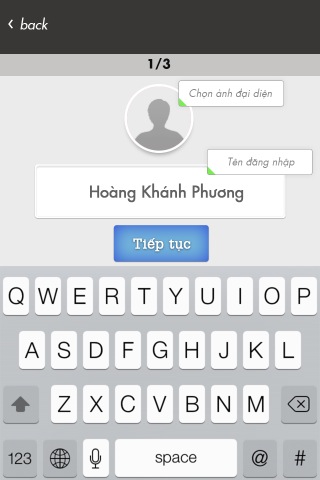 ‹ back
1/3
Chọn ảnh đại diện
Tên đăng nhập
Hoàng Khánh Phương
Tiếp tục
Q W E R T Y U I O P
A S D F G H J K L
Z X C V B N M
123 space @ #